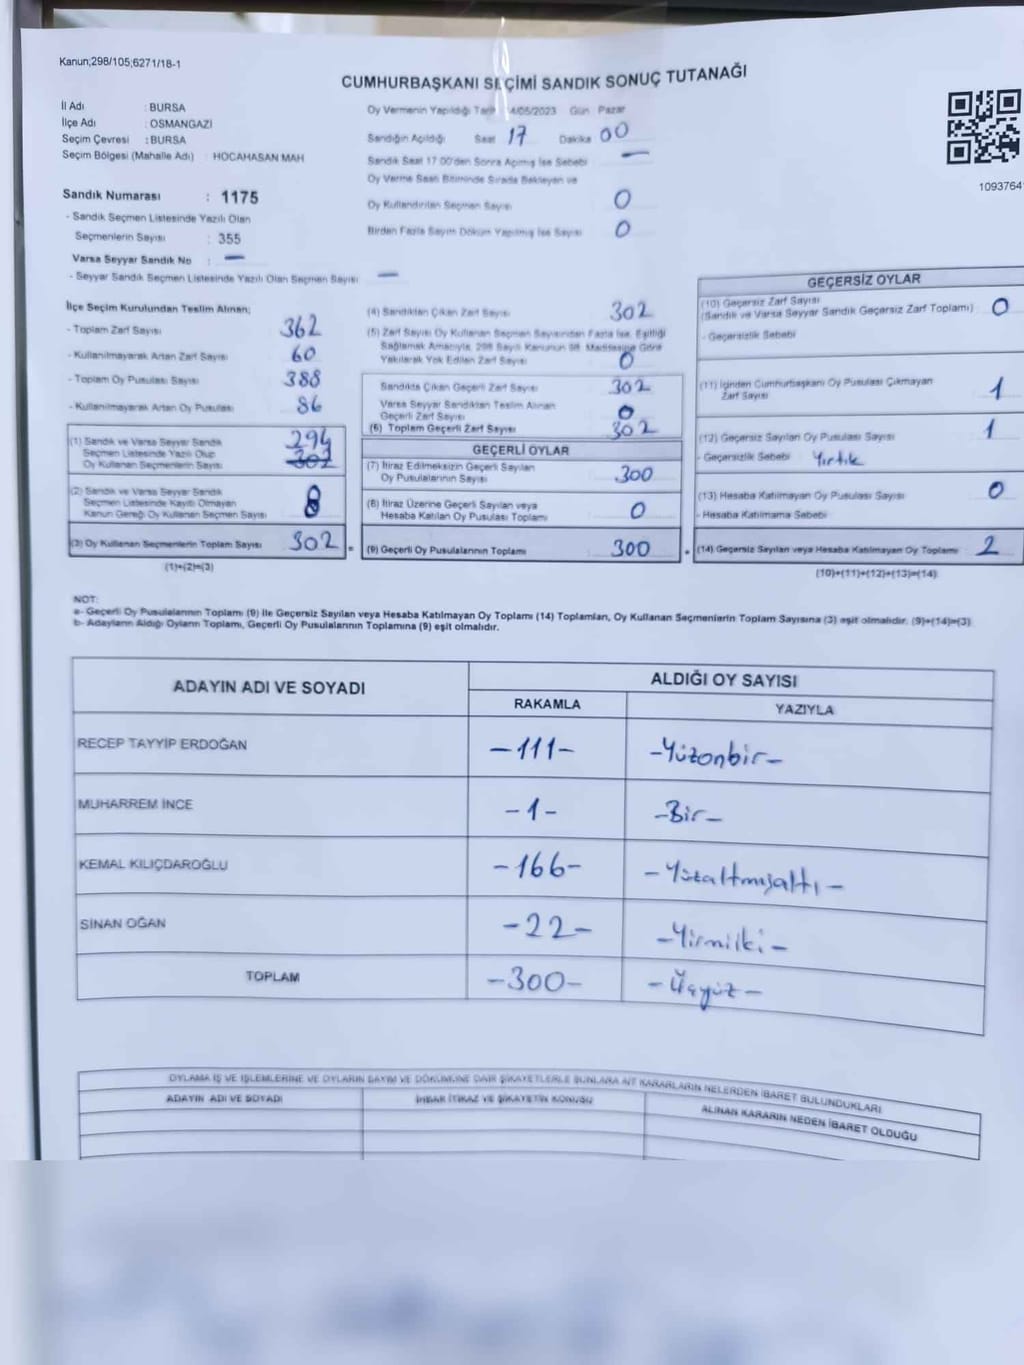 Kanun;298/105;6271/18-1
CUMHURBAŞKANI SEÇİMİ SANDIK SONUÇ TUTANAĞI
İl Adı : BURSA
İlçe Adı : OSMANGAZİ
Seçim Çevresi : BURSA
Seçim Bölgesi (Mahalle Adı) : HOCAHASAN MAH
Oy Vermenin Yapıldığı Tarih 14/05/2023 Gün Pazar
Sandığın Açıldığı Saat 17 Dakika 00
Sandık Saat 17.00'den Sonra Açılmış İse Sebebi —
Oy Verme Saati Bitiminde Sırada Bekleyen ve
Oy Kullandırılan Seçmen Sayısı 0
Birden Fazla Sayım Döküm Yapılmış İse Sayısı 0
1093764
Sandık Numarası : 1175
- Sandık Seçmen Listesinde Yazılı Olan
Seçmenlerin Sayısı : 355
Varsa Seyyar Sandık No : —
- Seyyar Sandık Seçmen Listesinde Yazılı Olan Seçmen Sayısı —
İlçe Seçim Kurulundan Teslim Alınan;
- Toplam Zarf Sayısı 362
- Kullanılmayarak Artan Zarf Sayısı 60
- Toplam Oy Pusulası Sayısı 388
- Kullanılmayarak Artan Oy Pusulası 86
(1) Sandık ve Varsa Seyyar Sandık
Seçmen Listesinde Yazılı Olup
Oy Kullanan Seçmenlerin Sayısı
294
302
(2) Sandık ve Varsa Seyyar Sandık
Seçmen Listesinde Kayıtlı Olmayan
Kanun Gereği Oy Kullanan Seçmen Sayısı 8
(3) Oy Kullanan Seçmenlerin Toplam Sayısı 302 =
(1)+(2)=(3)
(4) Sandıktan Çıkan Zarf Sayısı 302
(5) Zarf Sayısı Oy Kullanan Seçmen Sayısından Fazla İse, Eşitliği
Sağlamak Amacıyla, 298 Sayılı Kanunun 98. Maddesine Göre
Yakılarak Yok Edilen Zarf Sayısı 0
Sandıkta Çıkan Geçerli Zarf Sayısı 302
Varsa Seyyar Sandıktan Teslim Alınan
Geçerli Zarf Sayısı 0
(6) Toplam Geçerli Zarf Sayısı 302
GEÇERLİ OYLAR
(7) İtiraz Edilmeksizin Geçerli Sayılan
Oy Pusulalarının Sayısı 300
(8) İtiraz Üzerine Geçerli Sayılan veya
Hesaba Katılan Oy Pusulası Toplamı 0
(9) Geçerli Oy Pusulalarının Toplamı 300
GEÇERSİZ OYLAR
(10) Geçersiz Zarf Sayısı
(Sandık ve Varsa Seyyar Sandık Geçersiz Zarf Toplamı) 0
- Geçersizlik Sebebi
(11) İçinden Cumhurbaşkanı Oy Pusulası Çıkmayan
Zarf Sayısı 1
(12) Geçersiz Sayılan Oy Pusulası Sayısı 1
- Geçersizlik Sebebi Yırtık
(13) Hesaba Katılmayan Oy Pusulası Sayısı 0
- Hesaba Katılmama Sebebi
(14) Geçersiz Sayılan veya Hesaba Katılmayan Oy Toplamı 2
(10)+(11)+(12)+(13)=(14)
NOT:
a- Geçerli Oy Pusulalarının Toplamı (9) İle Geçersiz Sayılan veya Hesaba Katılmayan Oy Toplamı (14) Toplamları, Oy Kullanan Seçmenlerin Toplam Sayısına (3) eşit olmalıdır. (9)+(14)=(3)
b- Adayların Aldığı Oyların Toplamı, Geçerli Oy Pusulalarının Toplamına (9) eşit olmalıdır.
ADAYIN ADI VE SOYADI
ALDIĞI OY SAYISI
RAKAMLA
YAZIYLA
RECEP TAYYİP ERDOĞAN -111- -Yüzonbir-
MUHARREM İNCE -1- -Bir-
KEMAL KILIÇDAROĞLU -166- -Yüzaltmışaltı-
SİNAN OĞAN -22- -Yirmiiki-
TOPLAM -300- -Üçyüz-
OYLAMA İŞ VE İŞLEMLERİNE VE OYLARIN SAYIM VE DÖKÜMÜNE DAİR ŞİKAYETLERLE BUNLARA AİT KARARLARIN NELERDEN İBARET BULUNDUKLARI
ADAYIN ADI VE SOYADI
İHBAR İTİRAZ VE ŞİKAYETİN KONUSU
ALINAN KARARIN NEDEN İBARET OLDUĞU